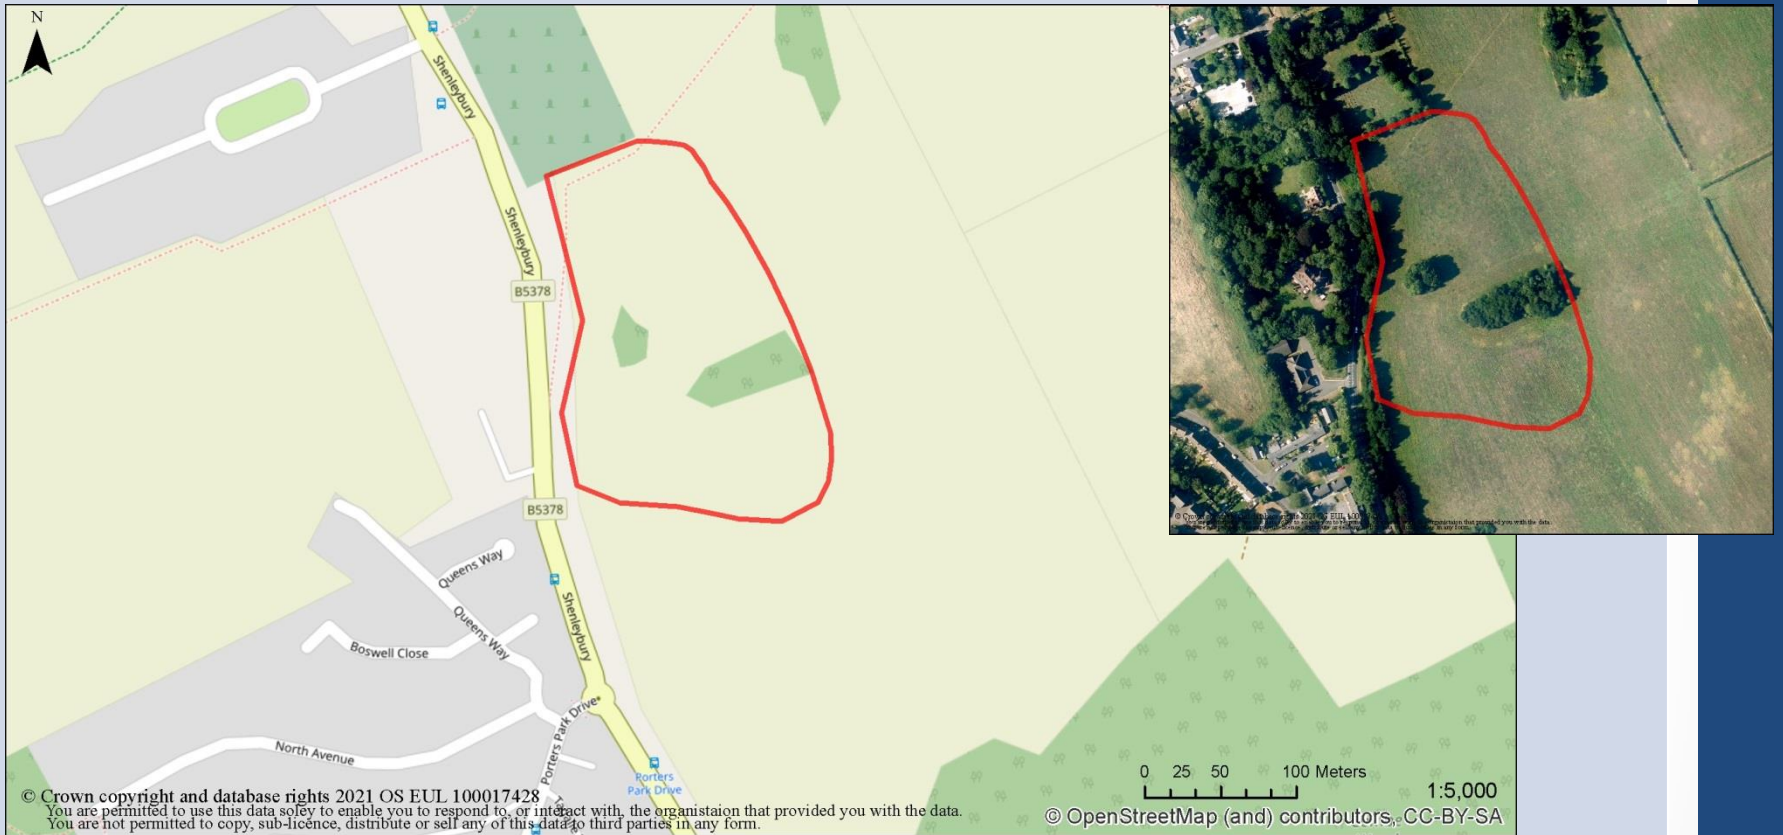 N
Shenleybury
Shenleybury
B5378
B5378
Queens Way
Queens Way
Boswell Close
Shenleybury
North Avenue
Porters Park Drive
Porters
Park Drive
0 25 50 100 Meters
1:5,000
© Crown copyright and database rights 2021 OS EUL 100017428
You are permitted to use this data soley to enable you to respond to, or interact with, the organistaion that provided you with the data.
You are not permitted to copy, sub-licence, distribute or sell any of this data to third parties in any form.
© OpenStreetMap (and) contributors, CC-BY-SA